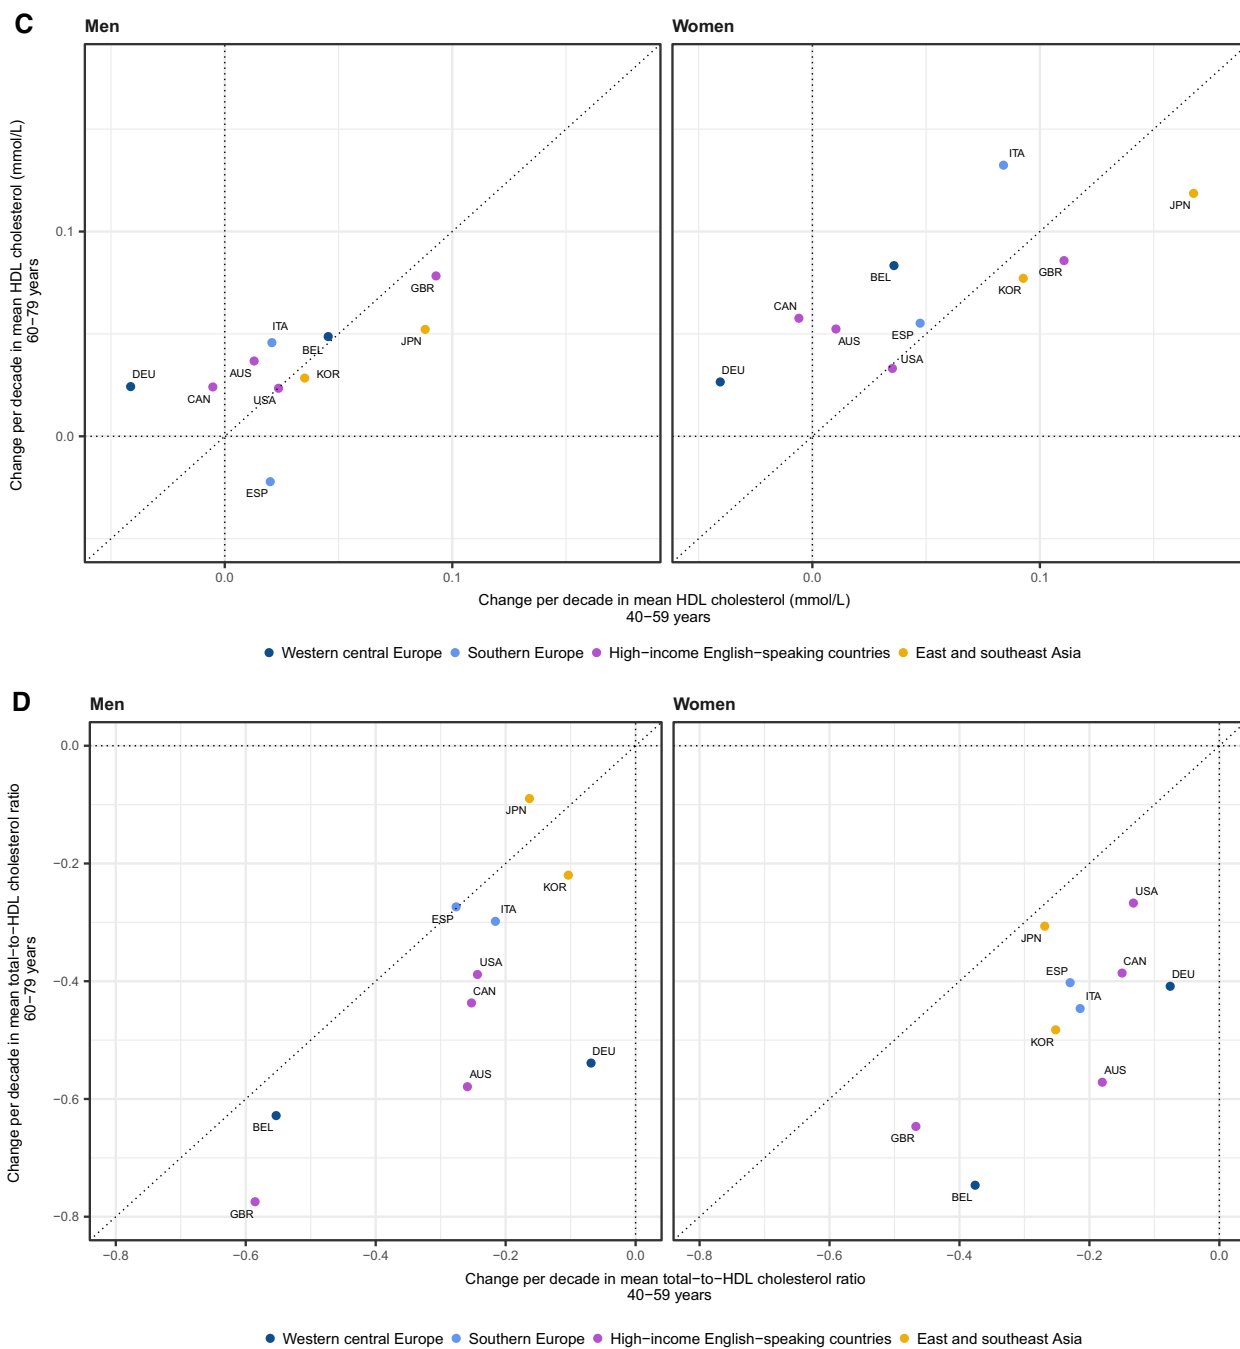 C
Men
Women
Change per decade in mean HDL cholesterol (mmol/L)
60−79 years
0.1
0.0
DEU
CAN
AUS
ITA
USA
BEL
KOR
GBR
JPN
ESP
ITA
JPN
BEL
GBR
KOR
CAN
AUS
ESP
USA
DEU
0.0
0.1
0.0
0.1
Change per decade in mean HDL cholesterol (mmol/L)
40−59 years
Western central Europe
Southern Europe
High−income English−speaking countries
East and southeast Asia
D
Men
Women
Change per decade in mean total−to−HDL cholesterol ratio
60−79 years
0.0
−0.2
−0.4
−0.6
−0.8
JPN
KOR
ESP
ITA
USA
CAN
DEU
AUS
BEL
GBR
USA
JPN
CAN
ESP
DEU
ITA
KOR
AUS
GBR
BEL
−0.8
−0.6
−0.4
−0.2
0.0
−0.8
−0.6
−0.4
−0.2
0.0
Change per decade in mean total−to−HDL cholesterol ratio
40−59 years
Western central Europe
Southern Europe
High−income English−speaking countries
East and southeast Asia